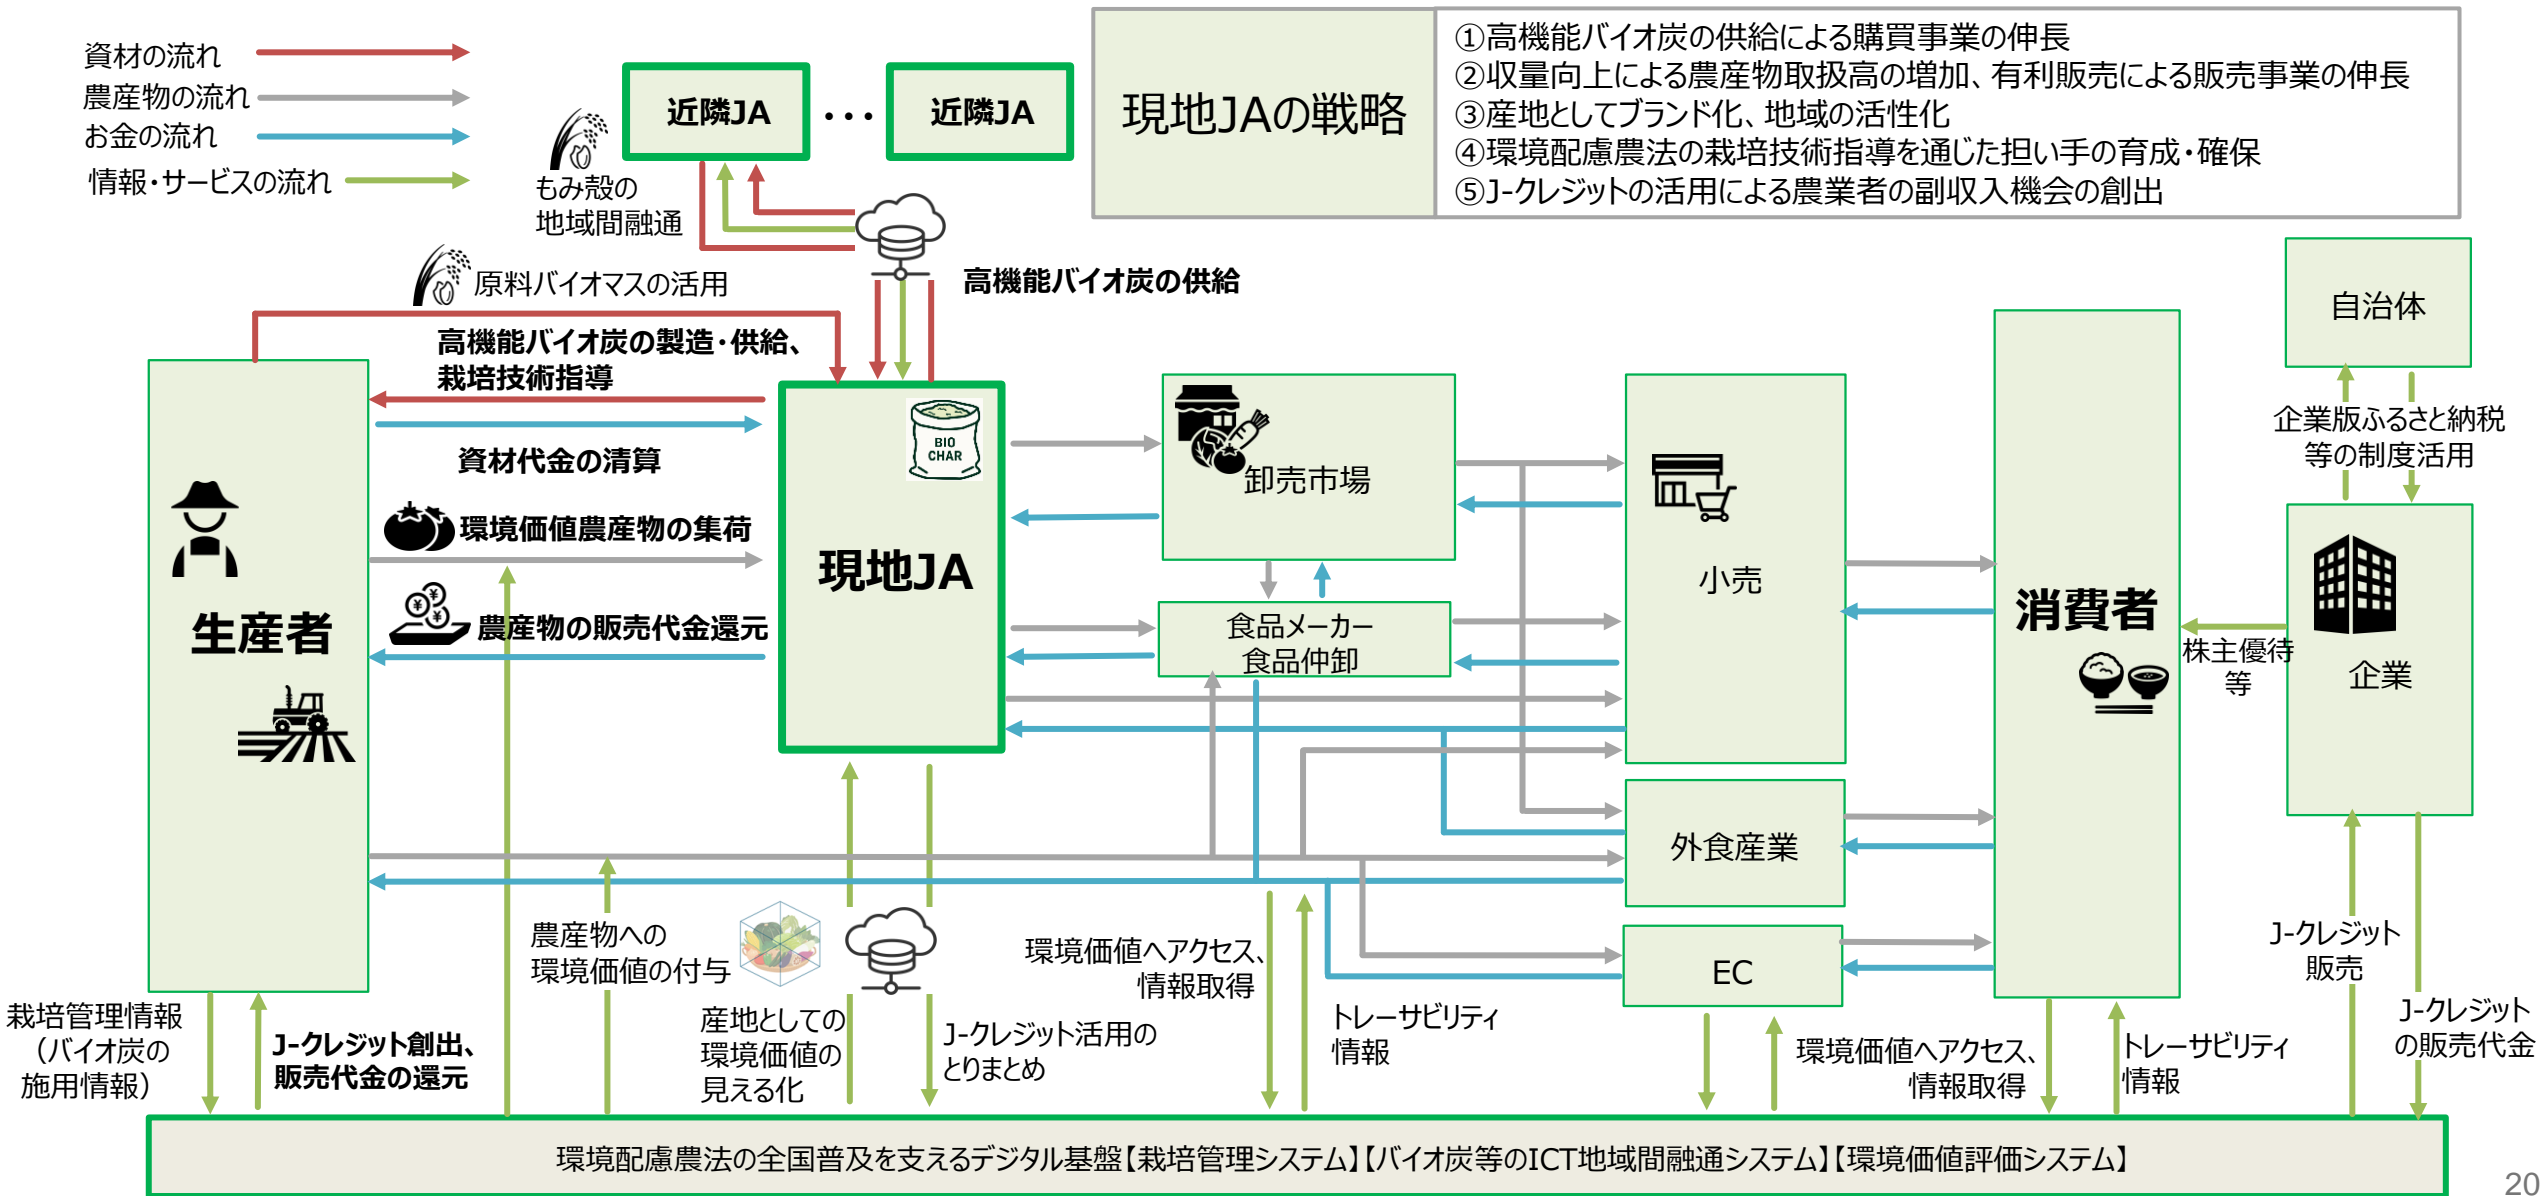 資材の流れ
農産物の流れ
お金の流れ
情報・サービスの流れ
近隣JA
・・・
近隣JA
もみ殻の
地域間融通
現地JAの戦略
①高機能バイオ炭の供給による購買事業の伸長
②収量向上による農産物取扱高の増加、有利販売による販売事業の伸長
③産地としてブランド化、地域の活性化
④環境配慮農法の栽培技術指導を通じた担い手の育成・確保
⑤J-クレジットの活用による農業者の副収入機会の創出
原料バイオマスの活用
高機能バイオ炭の供給
高機能バイオ炭の製造・供給、
栽培技術指導
資材代金の清算
環境価値農産物の集荷
農産物の販売代金還元
生産者
BIO
CHAR
現地JA
卸売市場
食品メーカー
食品仲卸
小売
外食産業
EC
消費者
自治体
企業版ふるさと納税
等の制度活用
企業
株主優待
等
栽培管理情報
（バイオ炭の
施用情報）
J-クレジット創出、
販売代金の還元
農産物への
環境価値の付与
産地としての
環境価値の
見える化
J-クレジット活用の
とりまとめ
環境価値へアクセス、
情報取得
トレーサビリティ
情報
環境価値へアクセス、
情報取得
トレーサビリティ
情報
J-クレジット
販売
J-クレジット
の販売代金
環境配慮農法の全国普及を支えるデジタル基盤【栽培管理システム】【バイオ炭等のICT地域間融通システム】【環境価値評価システム】
20